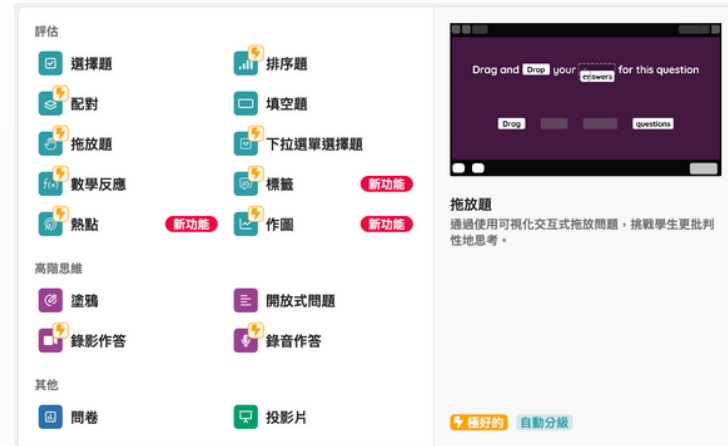 評估
選擇題
排序題
配對
填空題
拖放題
下拉選單選擇題
數學反應
標籤
新功能
熱點
新功能
作圖
新功能
高階思維
塗鴉
開放式問題
錄影作答
錄音作答
其他
問卷
投影片
Drag and Drop your answers for this question
Drag
questions
拖放題
通過使用可視化交互式拖放問題，挑戰學生更批判
性地思考。
極好的
自動分級